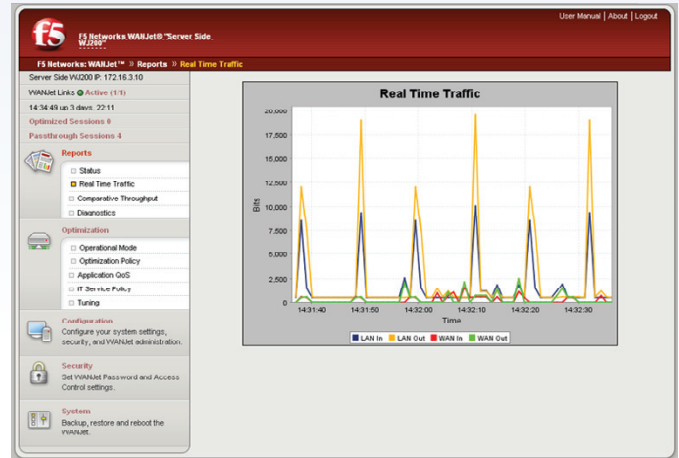 User Manual | About | Logout
f5
F5 Networks WANJet® "Server_Side_
WJ200"
F5 Networks: WANJet™ » Reports » Real Time Traffic
Server Side WJ200 IP: 172.16.3.10
WANJet Links Active (1/1)
14:34:49 up 3 days, 22:11
Optimized Sessions 0
Passthrough Sessions 4
Reports
Status
Real Time Traffic
Comparative Throughput
Diagnostics
Optimization
Operational Mode
Optimization Policy
Application QoS
IT Service Policy
Tuning
Configuration
Configure your system settings,
security, and WANJet administration.
Security
Set WANJet Password and Access
Control settings.
System
Backup, restore and reboot the
WANJet.
Real Time Traffic
Bits
20,000
17,500
15,000
12,500
10,000
7,500
5,000
2,500
0
14:31:40 14:31:50 14:32:00 14:32:10 14:32:20 14:32:30
Time
LAN In LAN Out WAN In WAN Out